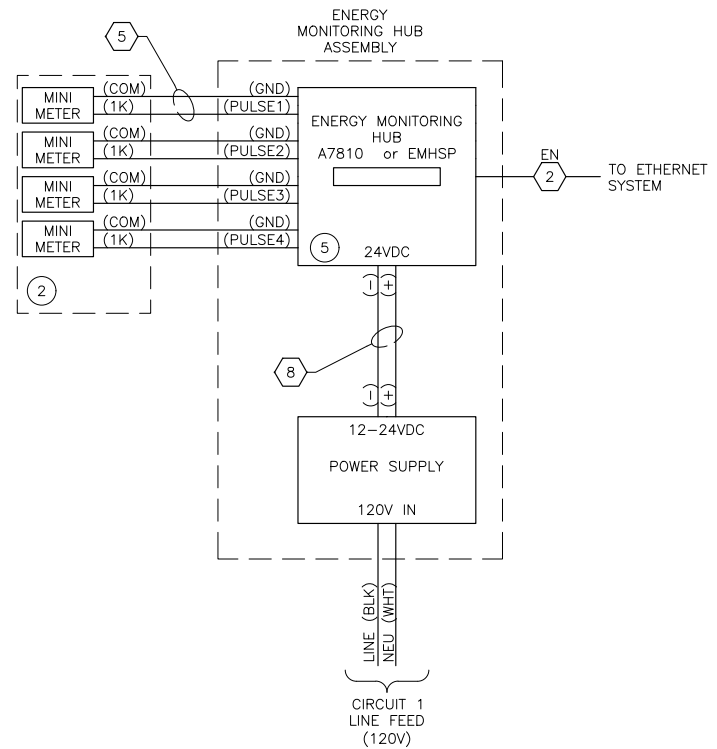 ENERGY
MONITORING HUB
ASSEMBLY
5
MINI
METER
(COM)
(1K)
(GND)
(PULSE1)
MINI
METER
(COM)
(1K)
(GND)
(PULSE2)
MINI
METER
(COM)
(1K)
(GND)
(PULSE3)
MINI
METER
(COM)
(1K)
(GND)
(PULSE4)
2
ENERGY MONITORING
HUB
A7810 or EMHSP
5
24VDC
EN
2
TO ETHERNET
SYSTEM
(-)
(+)
8
(-)
(+)
12-24VDC
POWER SUPPLY
120V IN
LINE (BLK)
NEU (WHT)
CIRCUIT 1
LINE FEED
(120V)